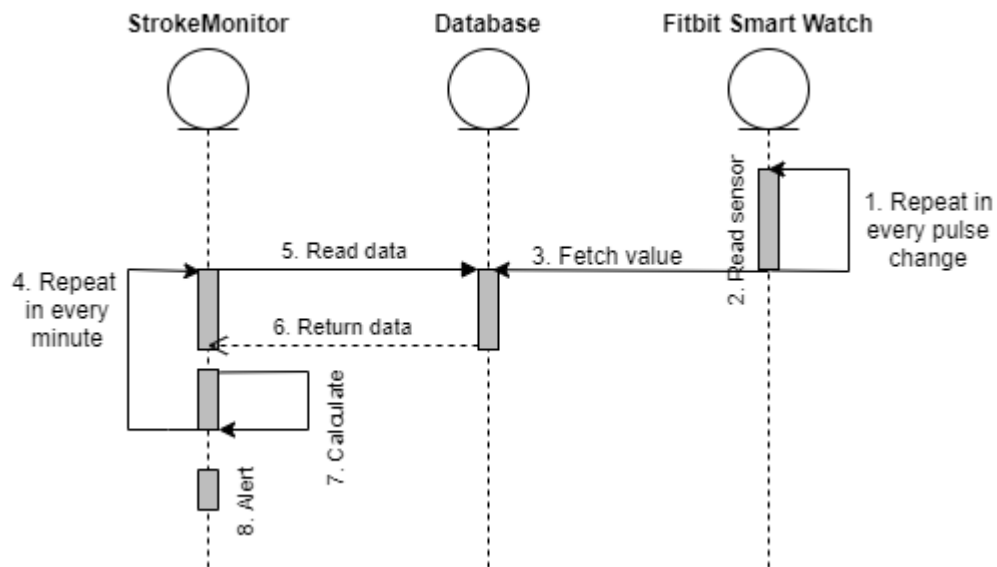 StrokeMonitor
Database
Fitbit Smart Watch
1. Repeat in
every pulse
change
2. Read sensor
3. Fetch value
4. Repeat
in every
minute
5. Read data
6. Return data
7. Calculate
8. Alert